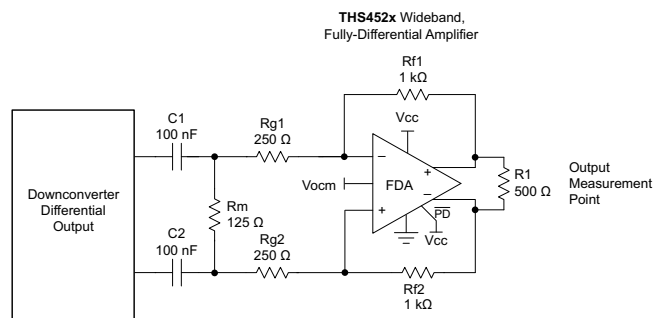 THS452x Wideband,
Fully-Differential Amplifier
Rf1
1 kΩ
C1
100 nF
Rg1
250 Ω
Vcc
Downconverter
Differential
Output
Rm
125 Ω
Vocm
−
+
FDA
+
−
PD
Vcc
R1
500 Ω
Output
Measurement
Point
C2
100 nF
Rg2
250 Ω
Rf2
1 kΩ